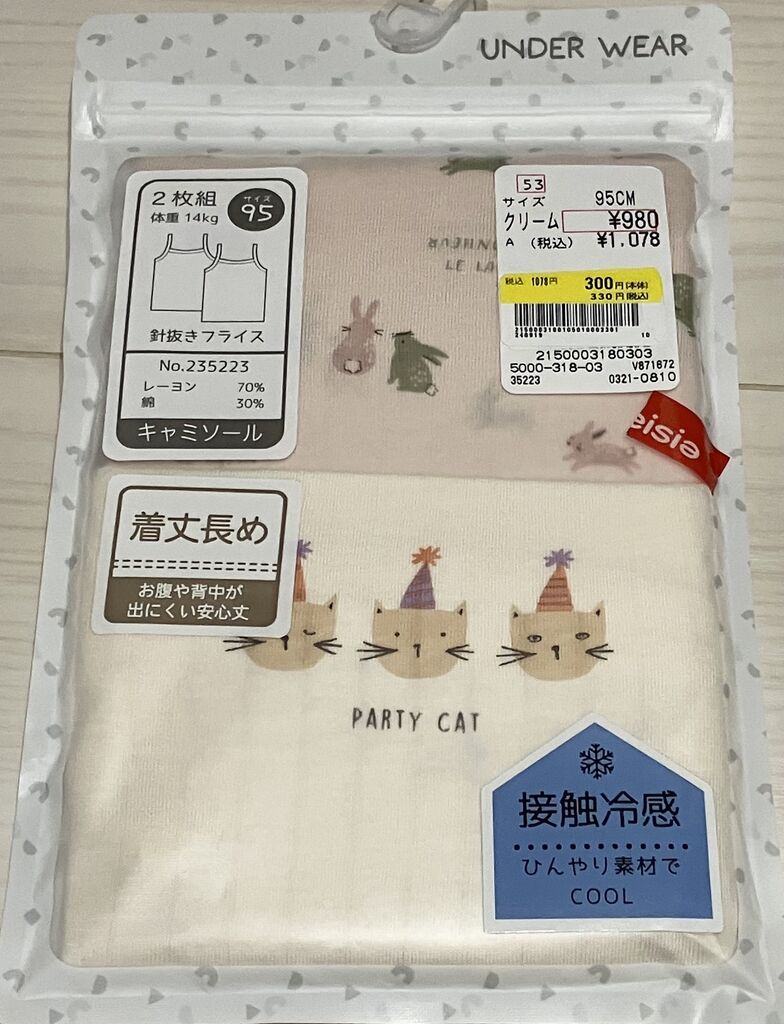 UNDER WEAR
2枚組
体重 14kg
サイズ
95
針抜きフライス
No.235223
レーヨン 70%
綿 30%
キャミソール
53
サイズ 95CM
クリーム ¥980
A (税込) ¥1,078
税込 1078円 300円(本体)
330円(税込)
2150003180303
5000-318-03 V671672
35223 0321-0810
LE LA
eisia
着丈長め
お腹や背中が
出にくい安心丈
PARTY CAT
接触冷感
ひんやり素材で
COOL